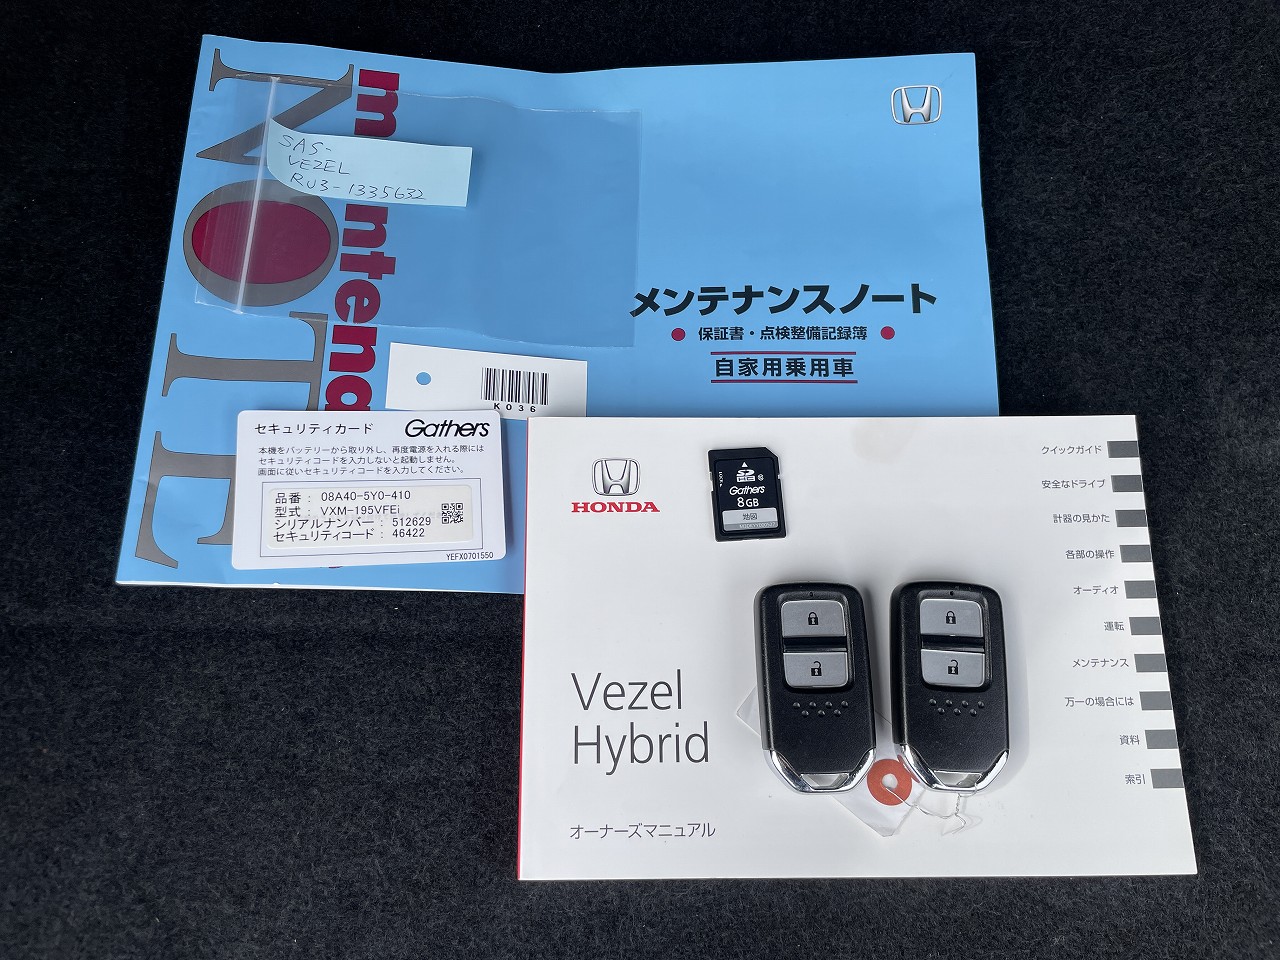 maintenance
NOTE
SAS-
VEZEL
RU3-1335632
メンテナンスノート
● 保証書・点検整備記録簿 ●
自家用乗用車
K036
セキュリティカード
Gathers
本機をバッテリーから取り外し、再度電源を入れる際には
セキュリティコードを入力しないと起動しません。
画面に従いセキュリティコードを入力してください。
品番 : 08A40-5Y0-410
型式 : VXM-195VFEi
シリアルナンバー : 512629
セキュリティコード : 46422
YEFX0701550
HONDA
LOCK
SD
HC
Gathers
8GB
地図
Vezel
Hybrid
オーナーズマニュアル
クイックガイド
安全なドライブ
計器の見かた
各部の操作
オーディオ
運転
メンテナンス
万一の場合には
資料
索引